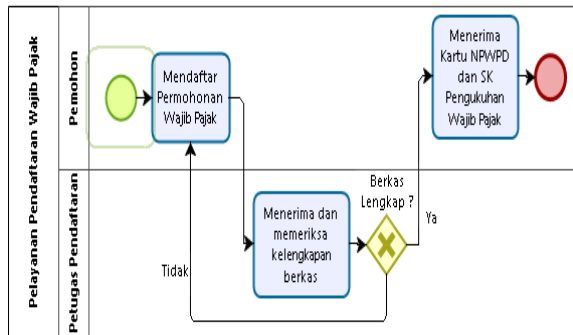 Pelayanan Pendaftaran Wajib Pajak
Pemohon
Mendaftar
Permohonan
Wajib Pajak
Menerima
Kartu NPWPD
dan SK
Pengukuhan
Wajib Pajak
Petugas Pendaftaran
Menerima dan
memeriksa
kelengkapan
berkas
Berkas
Lengkap ?
Ya
Tidak